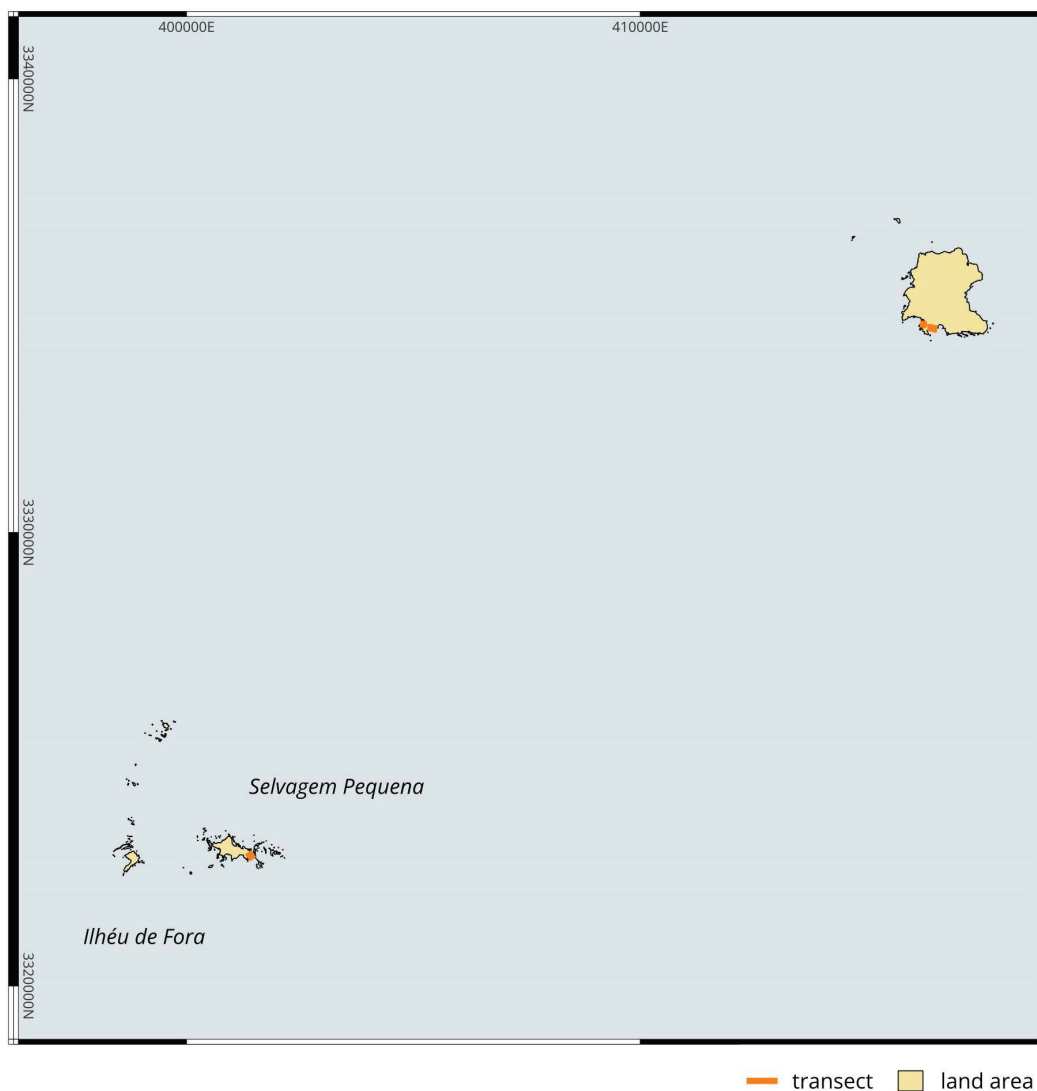 400000E
410000E
3340000N
3330000N
Selvagem Pequena
Ilhéu de Fora
3320000N
transect
land area